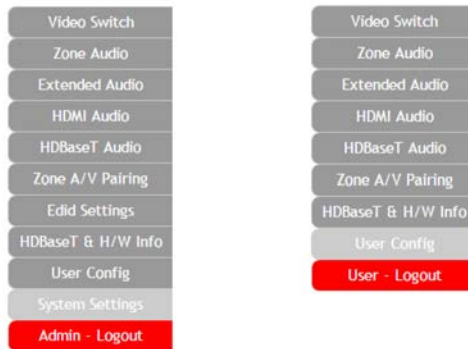 Video Switch
Zone Audio
Extended Audio
HDMI Audio
HDBaseT Audio
Zone A/V Pairing
Edid Settings
HDBaseT & H/W Info
User Config
System Settings
Admin - Logout
Video Switch
Zone Audio
Extended Audio
HDMI Audio
HDBaseT Audio
Zone A/V Pairing
HDBaseT & H/W Info
User Config
User - Logout